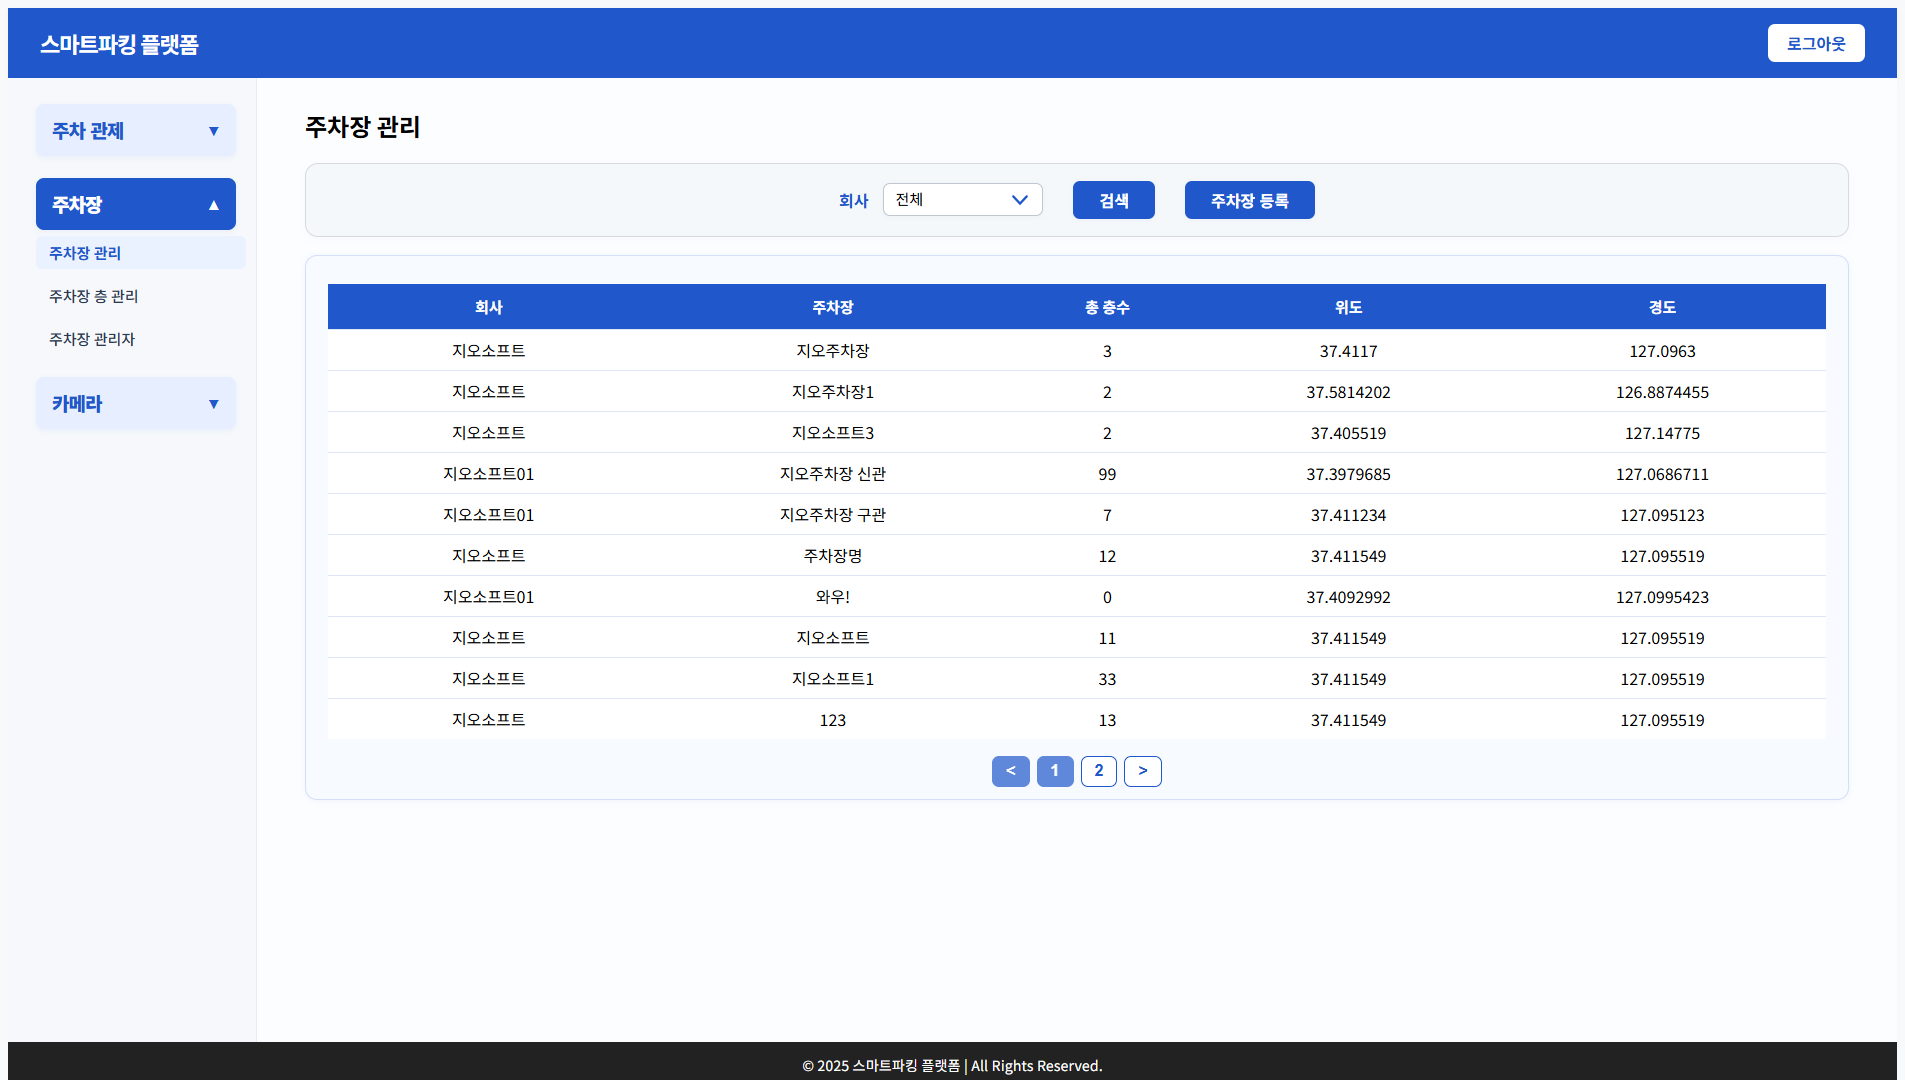 스마트파킹 플랫폼
로그아웃
주차 관제 ▼
주차장 ▲
주차장 관리
주차장 층 관리
주차장 관리자
카메라 ▼
주차장 관리
회사 전체 검색 주차장 등록
회사 주차장 총 층수 위도 경도
지오소프트 지오주차장 3 37.4117 127.0963
지오소프트 지오주차장1 2 37.5814202 126.8874455
지오소프트 지오소프트3 2 37.405519 127.14775
지오소프트01 지오주차장 신관 99 37.3979685 127.0686711
지오소프트01 지오주차장 구관 7 37.411234 127.095123
지오소프트 주차장명 12 37.411549 127.095519
지오소프트01 와우! 0 37.4092992 127.0995423
지오소프트 지오소프트 11 37.411549 127.095519
지오소프트 지오소프트1 33 37.411549 127.095519
지오소프트 123 13 37.411549 127.095519
< 1 2 >
© 2025 스마트파킹 플랫폼 | All Rights Reserved.